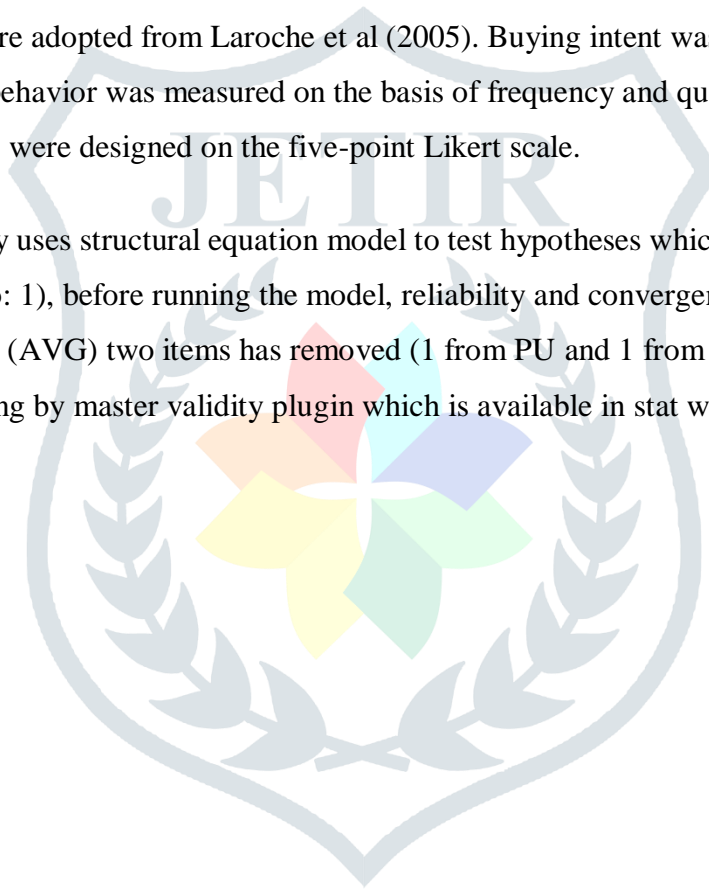 re adopted from Laroche et al (2005). Buying intent was
ehavior was measured on the basis of frequency and qu
were designed on the five-point Likert scale.
JETIR
y uses structural equation model to test hypotheses whic
: 1), before running the model, reliability and converge
(AVG) two items has removed (1 from PU and 1 from
ng by master validity plugin which is available in stat w